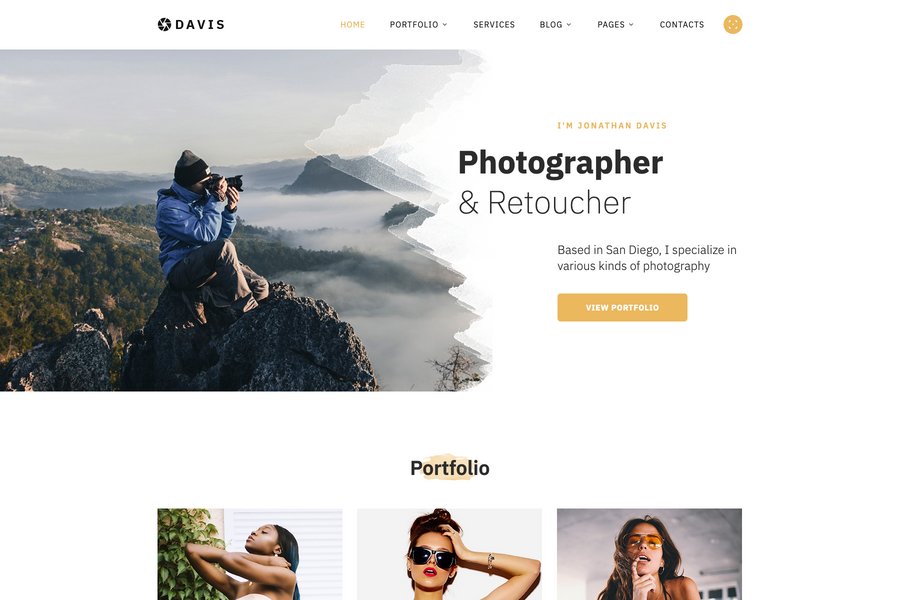 DAVIS
HOME PORTFOLIO SERVICES BLOG PAGES CONTACTS
I'M JONATHAN DAVIS
Photographer
& Retoucher
Based in San Diego, I specialize in
various kinds of photography
VIEW PORTFOLIO
Portfolio